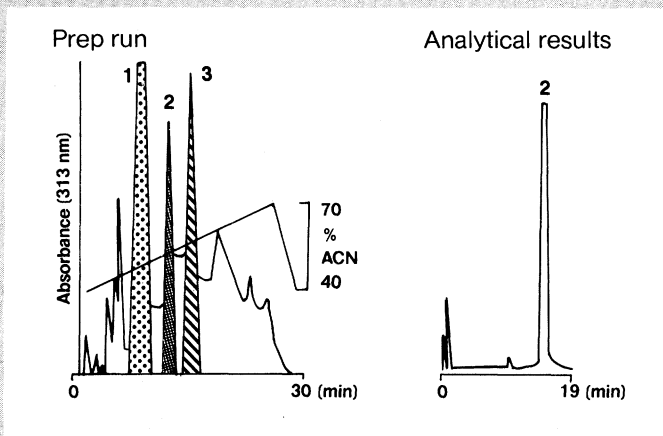 Prep run
Analytical results
1
2
3
2
Absorbance (313 nm)
70
%
ACN
40
0
30 (min)
0
19 (min)